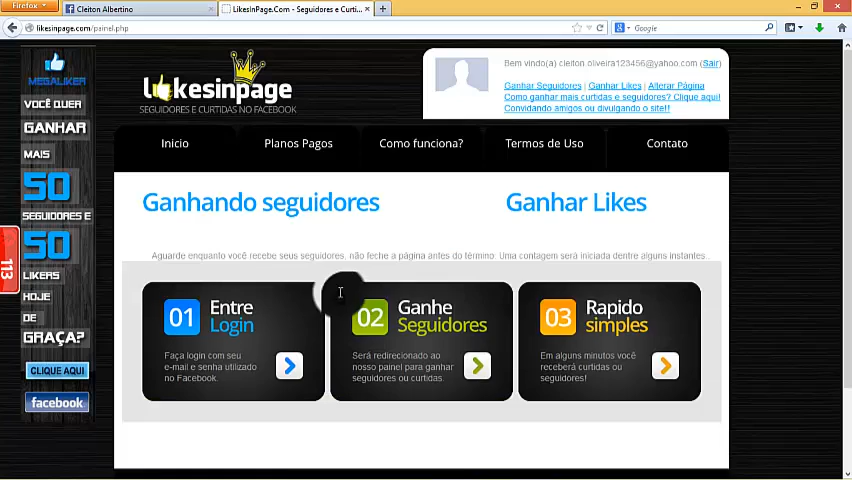 Firefox
Cleiton Albertino
LikesInPage.Com - Seguidores e Curti...
likesinpage.com/painel.php
Google
MEGALIKER
VOCÊ QUER
GANHAR
MAIS
50
SEGUIDORES E
50
LIKERS
HOJE
DE
GRAÇA?
CLIQUE AQUI
facebook
113
likesinpage
SEGUIDORES E CURTIDAS NO FACEBOOK
Bem vindo(a) cleiton.oliveira123456@yahoo.com (Sair)
Ganhar Seguidores | Ganhar Likes | Alterar Página
Como ganhar mais curtidas e seguidores? Clique aqui!
Convidando amigos ou divulgando o site!!
Inicio
Planos Pagos
Como funciona?
Termos de Uso
Contato
Ganhando seguidores
Ganhar Likes
Aguarde enquanto você recebe seus seguidores, não feche a página antes do término. Uma contagem será iniciada dentre alguns instantes..
01
Entre
Login
Faça login com seu
e-mail e senha utilizado
no Facebook.
02
Ganhe
Seguidores
Será redirecionado ao
nosso painel para ganhar
seguidores ou curtidas.
03
Rapido
simples
Em alguns minutos você
receberá curtidas ou
seguidores!